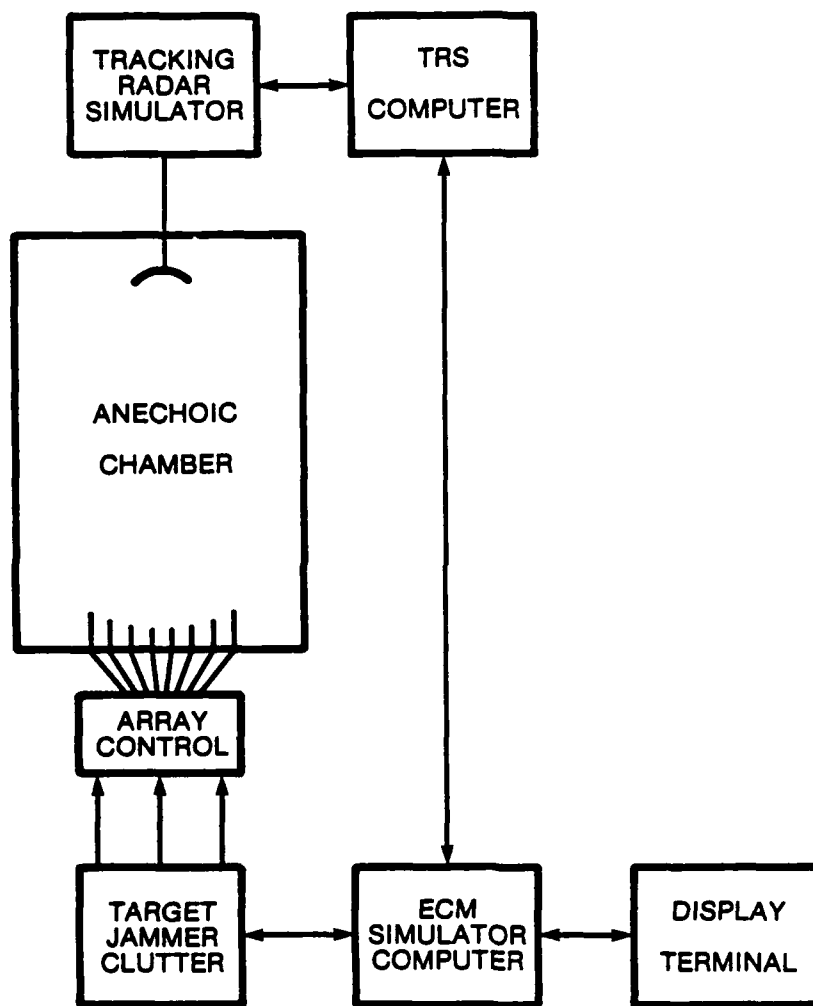 TRACKING
RADAR
SIMULATOR
TRS
COMPUTER
ANECHOIC
CHAMBER
ARRAY
CONTROL
TARGET
JAMMER
CLUTTER
ECM
SIMULATOR
COMPUTER
DISPLAY
TERMINAL